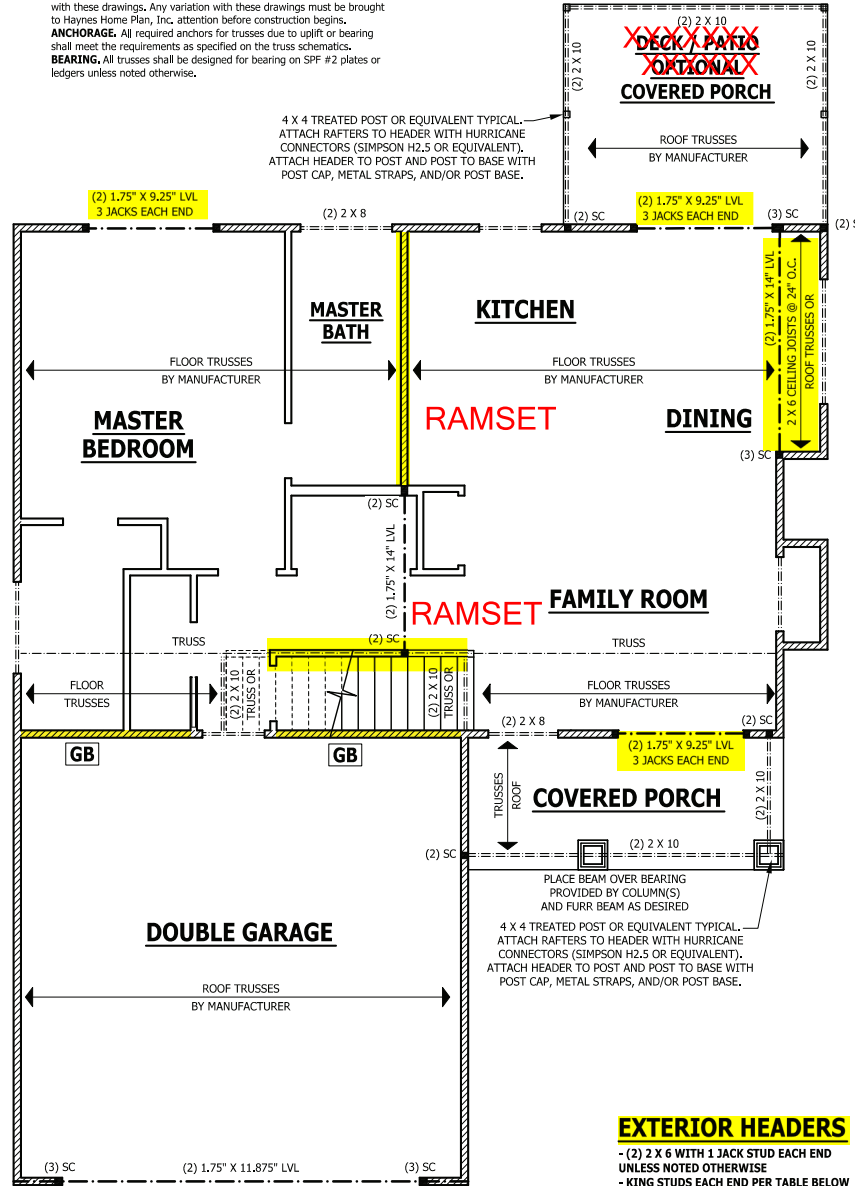 with these drawings. Any variation with these drawings must be brought
to Haynes Home Plan, Inc. attention before construction begins.
ANCHORAGE. All required anchors for trusses due to uplift or bearing
shall meet the requirements as specified on the truss schematics.
BEARING. All trusses shall be designed for bearing on SPF #2 plates or
ledgers unless noted otherwise.
(2) 2 X 10
(2) 2 X 10
(2) 2 X 10
DECK / PATIO
OPTIONAL
COVERED PORCH
ROOF TRUSSES
BY MANUFACTURER
4 X 4 TREATED POST OR EQUIVALENT TYPICAL.
ATTACH RAFTERS TO HEADER WITH HURRICANE
CONNECTORS (SIMPSON H2.5 OR EQUIVALENT).
ATTACH HEADER TO POST AND POST TO BASE WITH
POST CAP, METAL STRAPS, AND/OR POST BASE.
(2) 1.75" X 9.25" LVL
3 JACKS EACH END
(2) 2 X 8
(2) SC
(2) 1.75" X 9.25" LVL
3 JACKS EACH END
(3) SC
(2) S
MASTER
BATH
KITCHEN
(2) 1.75" X 14" LVL
2 X 6 CEILING JOISTS @ 24" O.C.
ROOF TRUSSES OR
FLOOR TRUSSES
BY MANUFACTURER
FLOOR TRUSSES
BY MANUFACTURER
MASTER
BEDROOM
RAMSET
DINING
(3) SC
(2) SC
(2) 1.75" X 14" LVL
RAMSET
FAMILY ROOM
(2) SC
TRUSS
TRUSS
FLOOR
TRUSSES
(2) 2 X 10
TRUSS OR
(2) 2 X 10
TRUSS OR
FLOOR TRUSSES
BY MANUFACTURER
(2) 2 X 8
(2) SC
GB
GB
(2) 1.75" X 9.25" LVL
3 JACKS EACH END
TRUSSES
ROOF
COVERED PORCH
(2) 2 X 10
(2) 2 X 10
(2) SC
PLACE BEAM OVER BEARING
PROVIDED BY COLUMN(S)
AND FURR BEAM AS DESIRED
4 X 4 TREATED POST OR EQUIVALENT TYPICAL.
ATTACH RAFTERS TO HEADER WITH HURRICANE
CONNECTORS (SIMPSON H2.5 OR EQUIVALENT).
ATTACH HEADER TO POST AND POST TO BASE WITH
POST CAP, METAL STRAPS, AND/OR POST BASE.
DOUBLE GARAGE
ROOF TRUSSES
BY MANUFACTURER
(3) SC
(2) 1.75" X 11.875" LVL
(3) SC
EXTERIOR HEADERS
- (2) 2 X 6 WITH 1 JACK STUD EACH END
UNLESS NOTED OTHERWISE
- KING STUDS EACH END PER TABLE BELOW